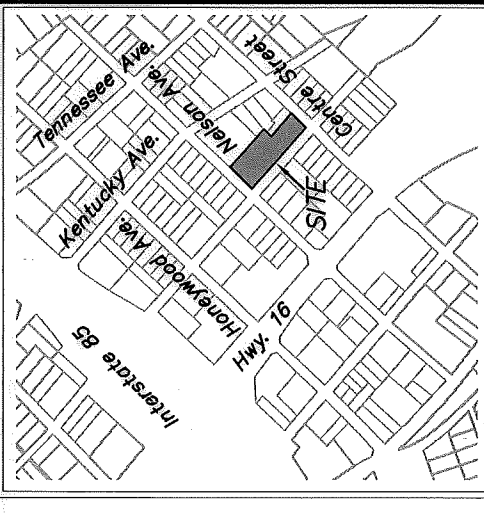 Tennessee Ave.
Kentucky Ave.
Nelson Ave.
Centre Street
Honeywood Ave.
SITE
Hwy. 16
Interstate 85